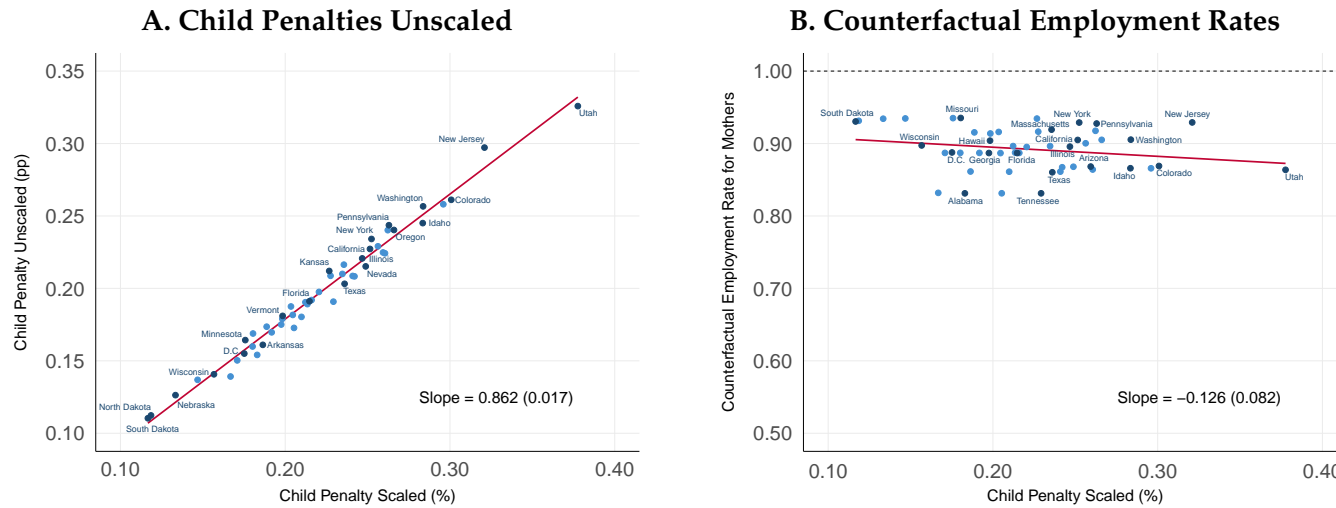 A. Child Penalties Unscaled
Child Penalty Unscaled (pp)
0.35
0.30
0.25
0.20
0.15
0.10
Utah
New Jersey
Washington
Colorado
Pennsylvania
Idaho
New York
Oregon
California
Illinois
Kansas
Nevada
Texas
Florida
Vermont
Minnesota
D.C.
Arkansas
Wisconsin
Nebraska
North Dakota
South Dakota
Slope = 0.862 (0.017)
0.10 0.20 0.30 0.40
Child Penalty Scaled (%)
B. Counterfactual Employment Rates
Counterfactual Employment Rate for Mothers
1.00
0.90
0.80
0.70
0.60
0.50
South Dakota
Missouri
New York
New Jersey
Massachusetts
Pennsylvania
Wisconsin
Hawaii
California
Washington
D.C.
Georgia
Florida
Illinois
Arizona
Texas
Idaho
Colorado
Utah
Alabama
Tennessee
Slope = −0.126 (0.082)
0.10 0.20 0.30 0.40
Child Penalty Scaled (%)